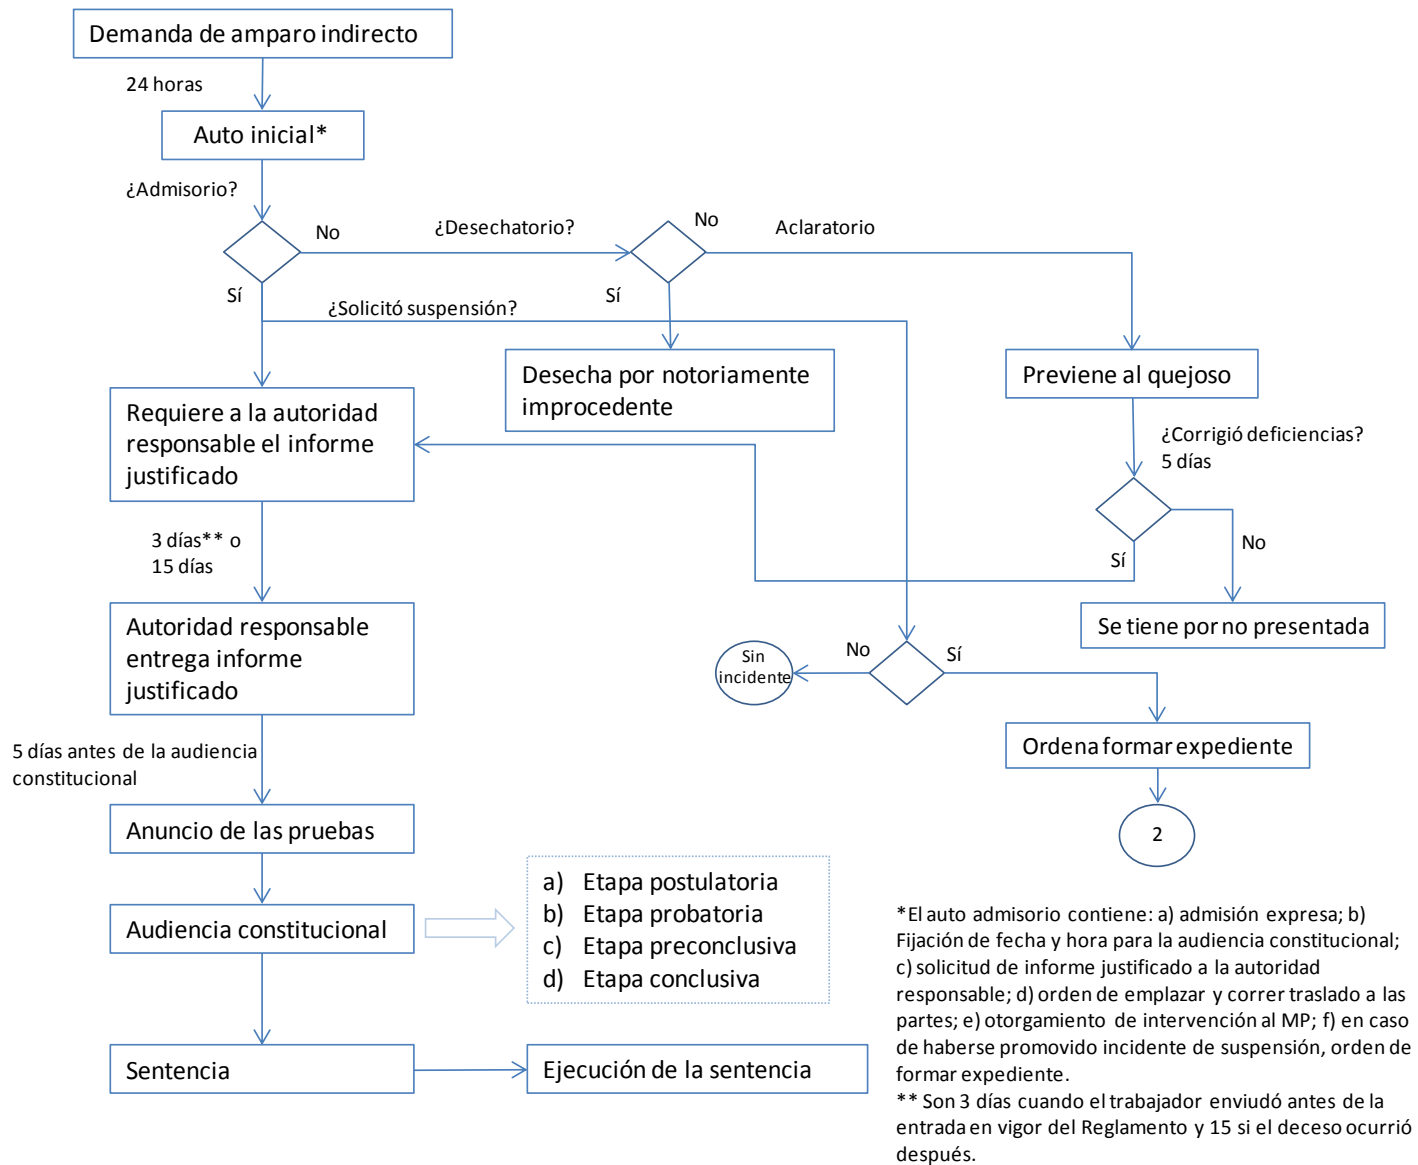 Demanda de amparo indirecto
24 horas
Auto inicial*
¿Admisorio?
No
¿Desechatorio?
No
Aclaratorio
Sí
¿Solicitó suspensión?
Sí
Desecha por notoriamente
improcedente
Previene al quejoso
Requiere a la autoridad
responsable el informe
justificado
¿Corrigió deficiencias?
5 días
Sí
No
3 días** o
15 días
Se tiene por no presentada
Autoridad responsable
entrega informe
justificado
Sin
incidente
No
Sí
Ordena formar expediente
5 días antes de la audiencia
constitucional
Anuncio de las pruebas
2
Audiencia constitucional
a) Etapa postulatoria
b) Etapa probatoria
c) Etapa preconclusiva
d) Etapa conclusiva
Sentencia
Ejecución de la sentencia
*El auto admisorio contiene: a) admisión expresa; b)
Fijación de fecha y hora para la audiencia constitucional;
c) solicitud de informe justificado a la autoridad
responsable; d) orden de emplazar y correr traslado a las
partes; e) otorgamiento de intervención al MP; f) en caso
de haberse promovido incidente de suspensión, orden de
formar expediente.
** Son 3 días cuando el trabajador enviudó antes de la
entrada en vigor del Reglamento y 15 si el deceso ocurrió
después.